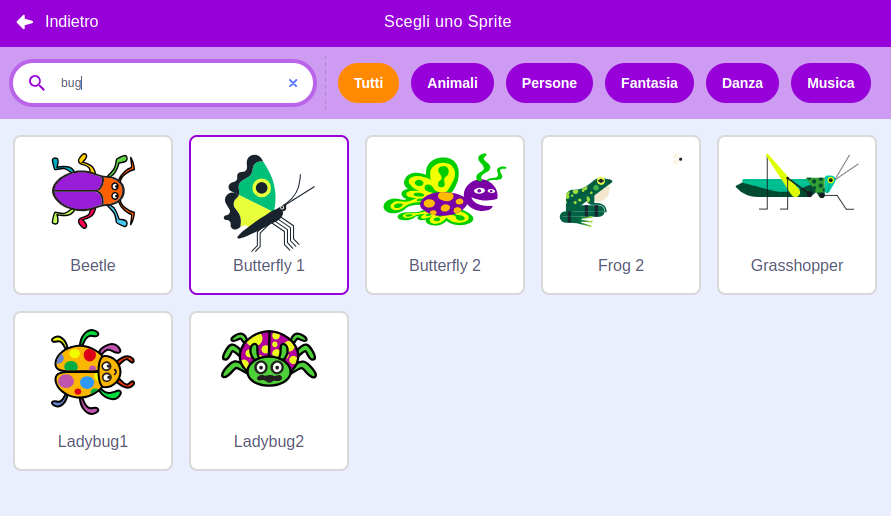 Indietro
Scegli uno Sprite
bug
Tutti
Animali
Persone
Fantasia
Danza
Musica
Beetle
Butterfly 1
Butterfly 2
Frog 2
Grasshopper
Ladybug1
Ladybug2